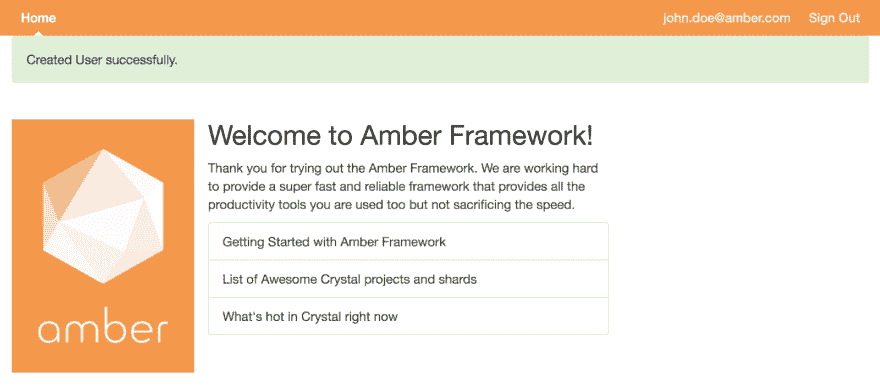 Home john.doe@amber.com Sign Out
Created User successfully.
Welcome to Amber Framework!
Thank you for trying out the Amber Framework. We are working hard
to provide a super fast and reliable framework that provides all the
productivity tools you are used too but not sacrificing the speed.
Getting Started with Amber Framework
List of Awesome Crystal projects and shards
What's hot in Crystal right now
amber